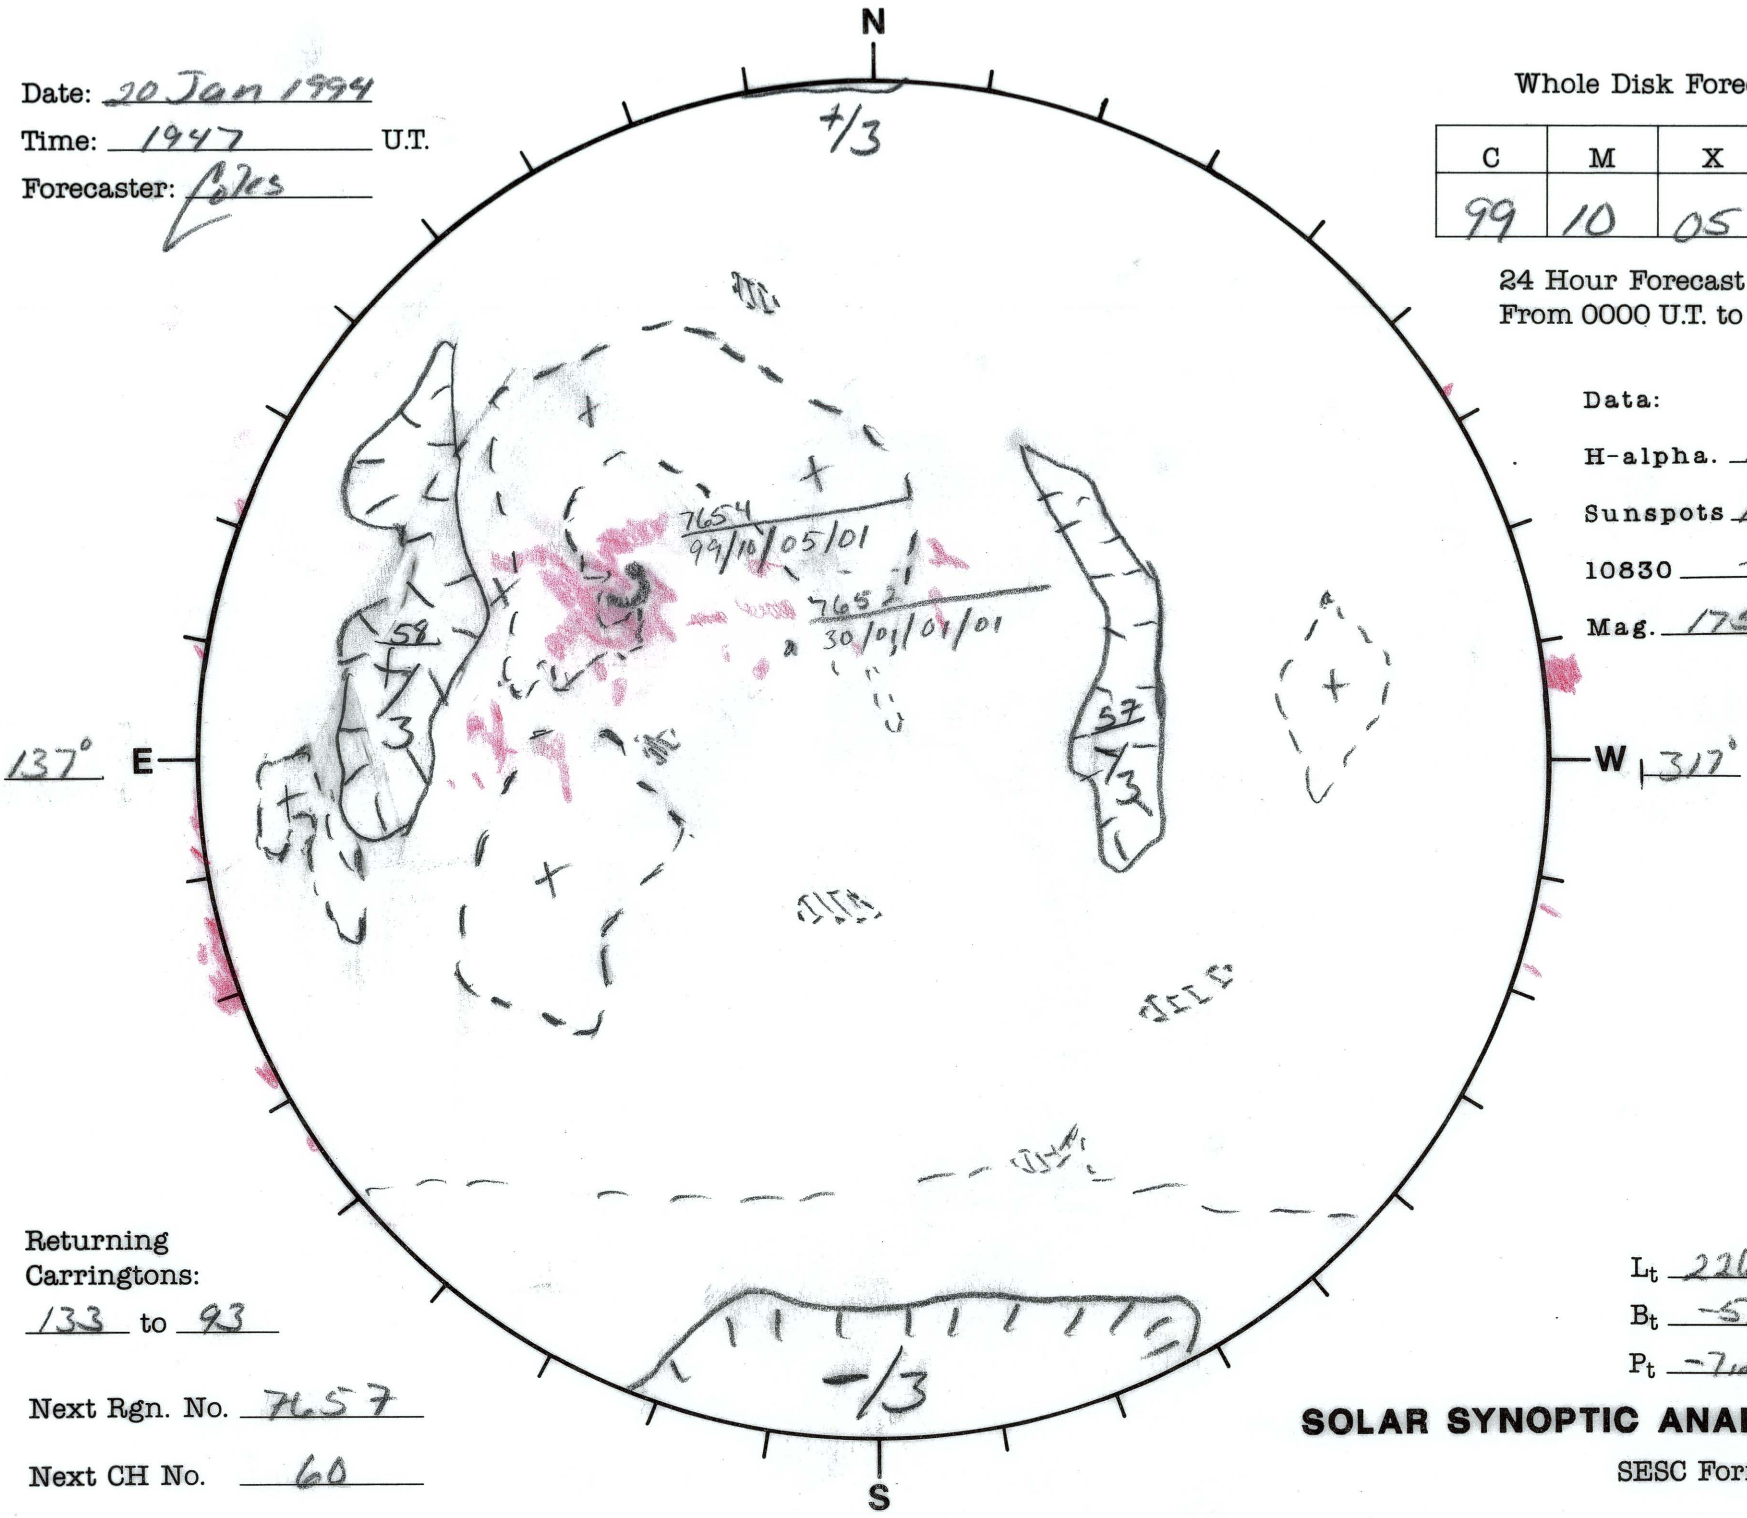 N
Date: 20 Jan 1994
Time: 1947 U.T.
Forecaster:
Whole Disk Fore
C M X
99 10 05
24 Hour Forecast
From 0000 U.T. to
+/3
+
+
7654
99/10/05/01
Data:
H-alpha.
Sunspots
10830
Mag.
x
7652
30/01/01/01
58
+/3
57
-/3
+
137° E
W 317°
+
+
Returning
Carringtons:
133 to 93
Next Rgn. No. 7657
Next CH No. 60
-/3
Lt
Bt -5
Pt -7.
SOLAR SYNOPTIC ANA
SESC For
S